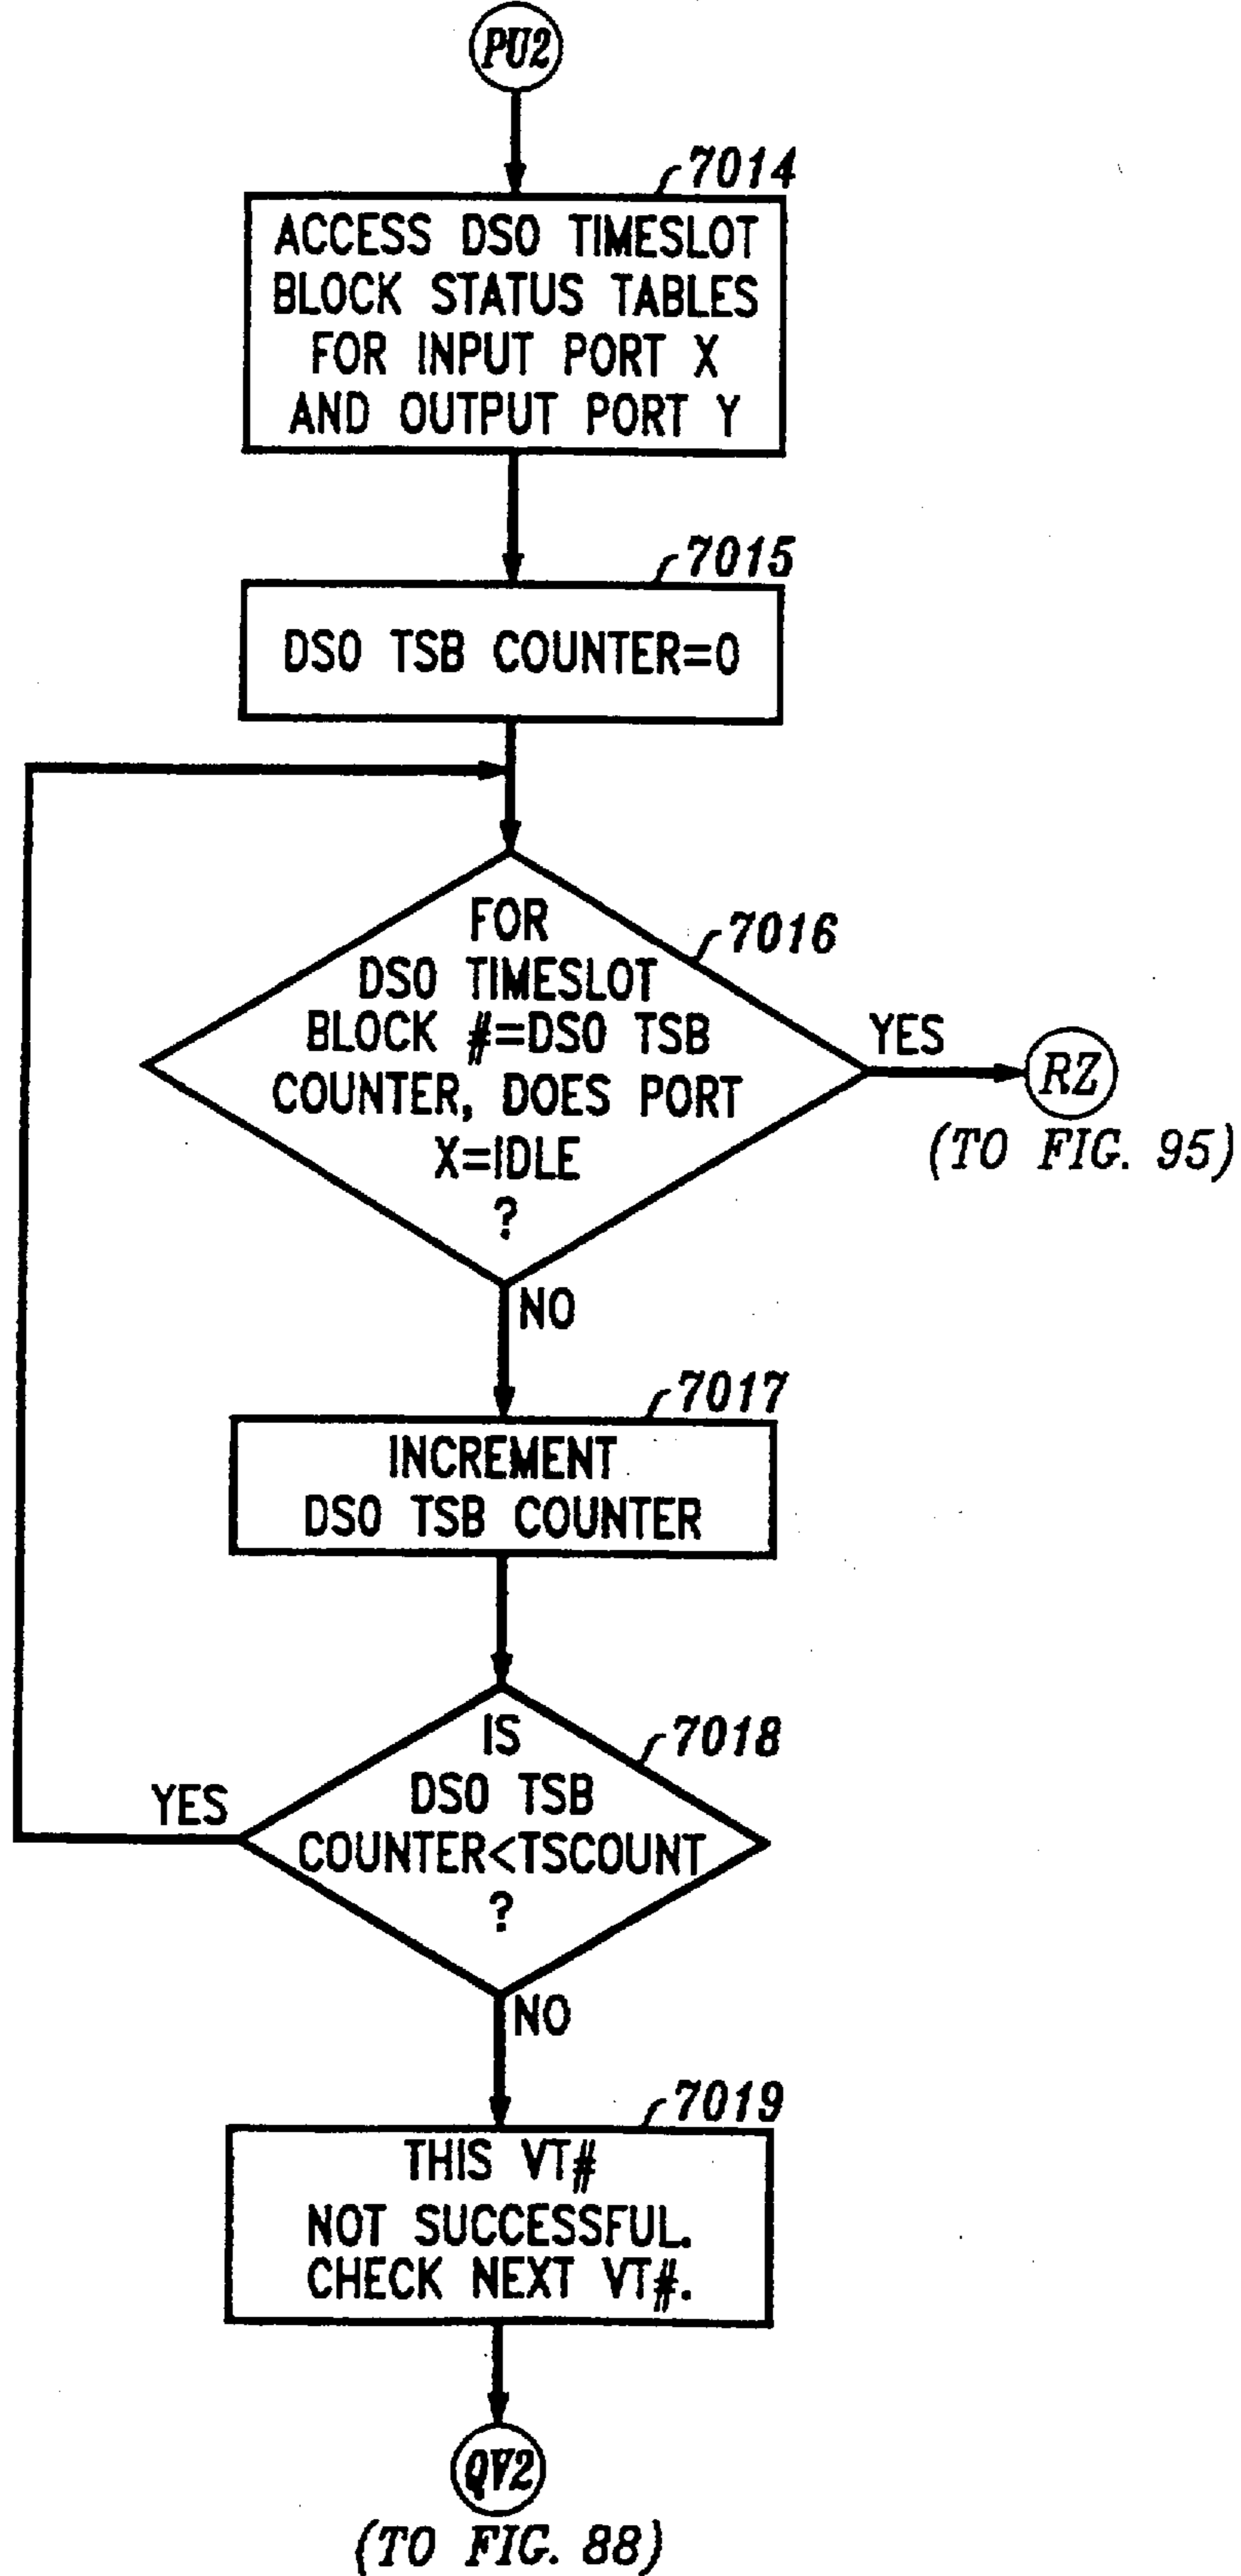 PU2
7014
ACCESS DS0 TIMESLOT
BLOCK STATUS TABLES
FOR INPUT PORT X
AND OUTPUT PORT Y
7015
DS0 TSB COUNTER=0
7016
FOR
DS0 TIMESLOT
BLOCK #=DS0 TSB
COUNTER, DOES PORT
X=IDLE
?
YES
RZ
(TO FIG. 95)
NO
7017
INCREMENT
DS0 TSB COUNTER
7018
IS
DS0 TSB
COUNTER<TSCOUNT
?
YES
NO
7019
THIS VT#
NOT SUCCESSFUL.
CHECK NEXT VT#.
QV2
(TO FIG. 88)